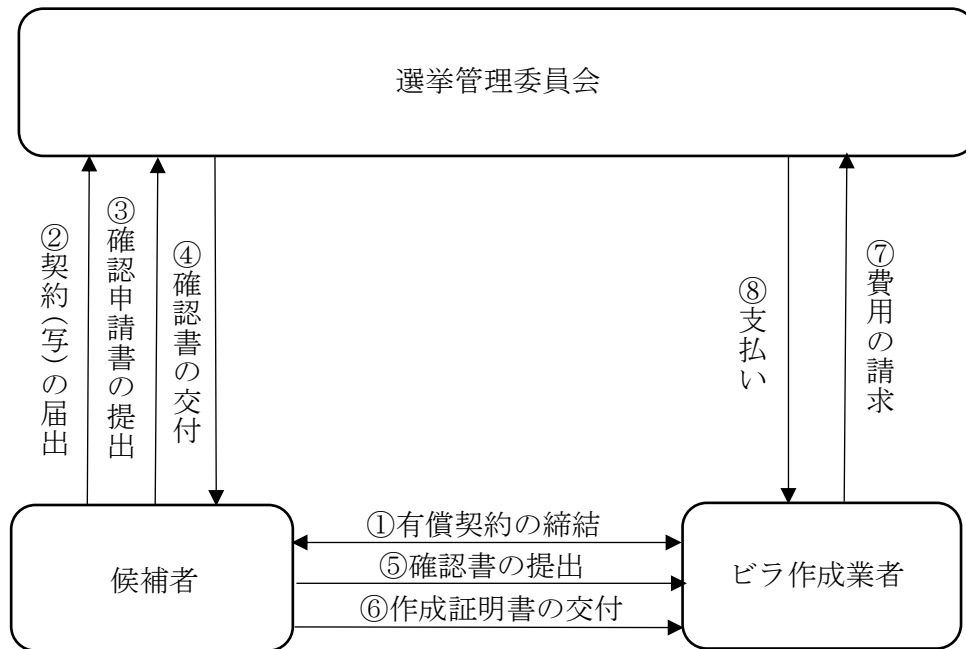 選挙管理委員会
②契約（写）の届出
③確認申請書の提出
④確認書の交付
⑧支払い
⑦費用の請求
①有償契約の締結
⑤確認書の提出
⑥作成証明書の交付
候補者
ビラ作成業者